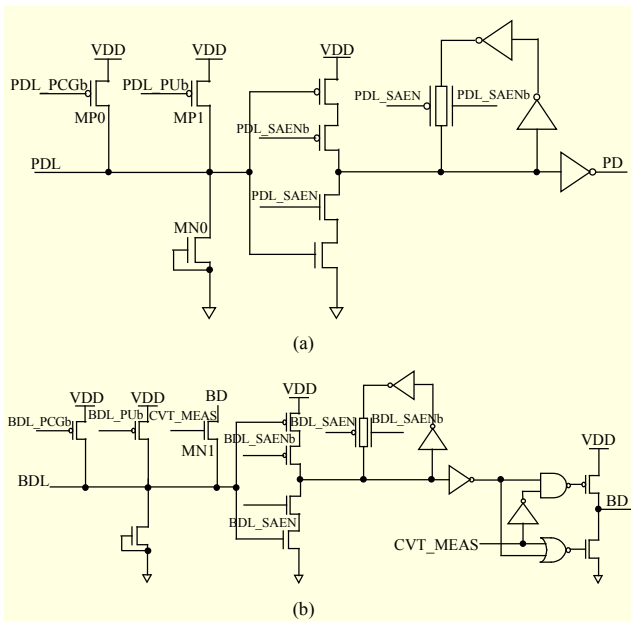 VDD
VDD
VDD
PDL_PCGb
PDL_PUb
PDL_SAEN
PDL_SAENb
MP0
MP1
PDL_SAENb
PDL
PD
PDL_SAEN
MN0
(a)
VDD
VDD
BD
VDD
BDL_PCGb
BDL_PUb
CVT_MEAS
BDL_SAEN
BDL_SAENb
MN1
BDL_SAENb
VDD
BDL
BD
BDL_SAEN
CVT_MEAS
(b)